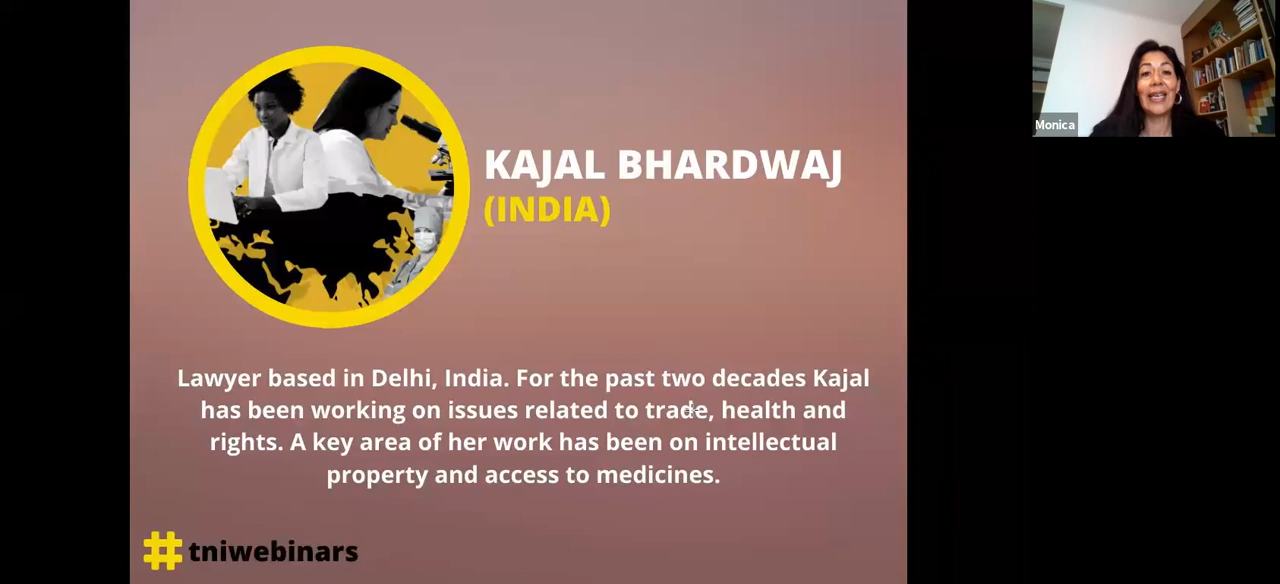 KAJAL BHARDWAJ
(INDIA)
Lawyer based in Delhi, India. For the past two decades Kajal
has been working on issues related to trade, health and
rights. A key area of her work has been on intellectual
property and access to medicines.
#tniwebinars
Monica